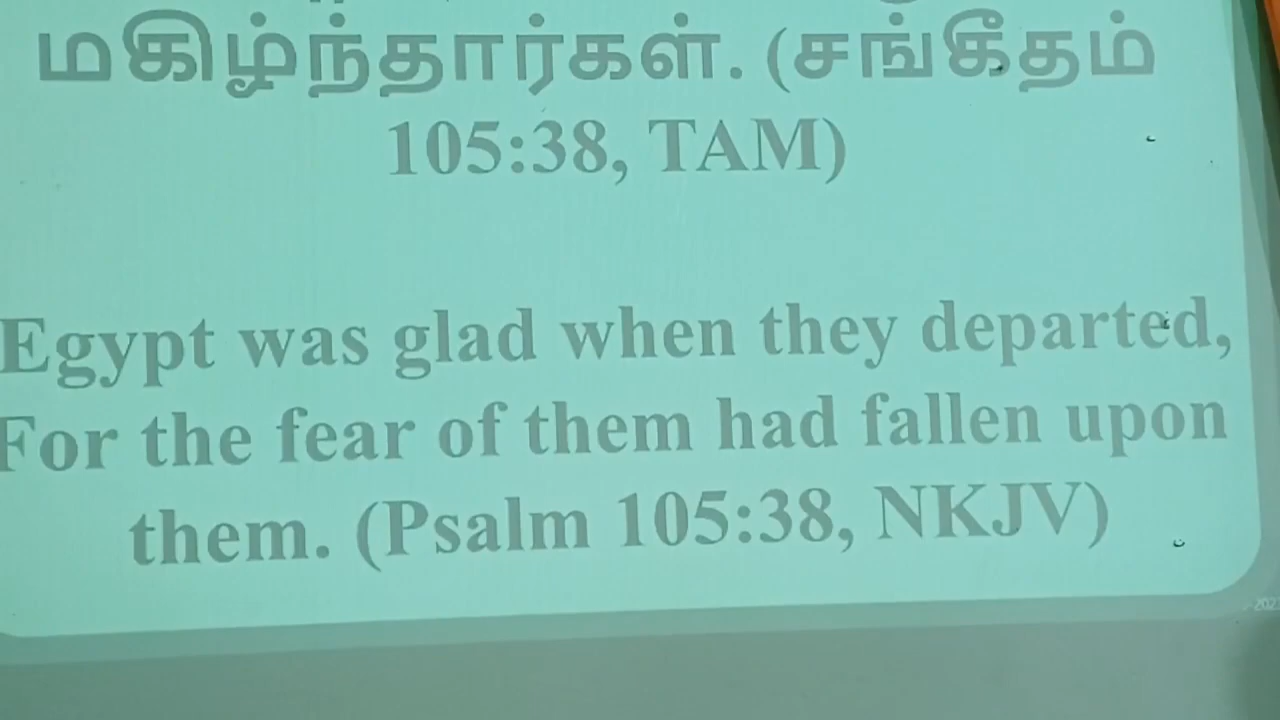 மகிழ்ந்தார்கள். (சங்கீதம்
105:38, TAM)
Egypt was glad when they departed,
For the fear of them had fallen upon
them. (Psalm 105:38, NKJV)